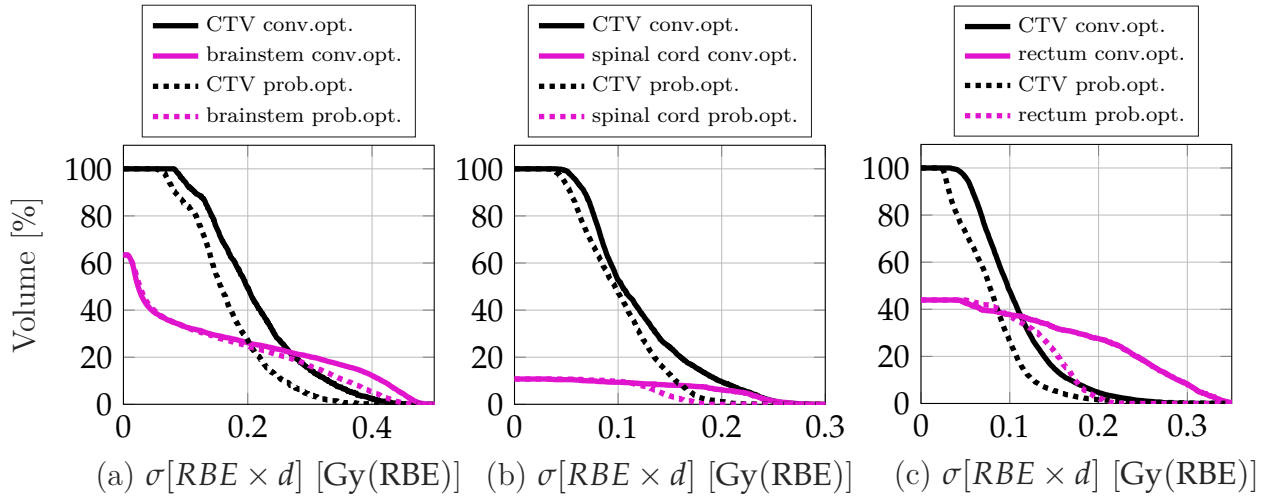 CTV conv.opt.
brainstem conv.opt.
CTV prob.opt.
brainstem prob.opt.
CTV conv.opt.
spinal cord conv.opt.
CTV prob.opt.
spinal cord prob.opt.
CTV conv.opt.
rectum conv.opt.
CTV prob.opt.
rectum prob.opt.
Volume [%]
100
80
60
40
20
0
0
0.2
0.4
(a) σ[RBE × d] [Gy(RBE)]
100
80
60
40
20
0
0
0.1
0.2
0.3
(b) σ[RBE × d] [Gy(RBE)]
100
80
60
40
20
0
0
0.1
0.2
0.3
(c) σ[RBE × d] [Gy(RBE)]